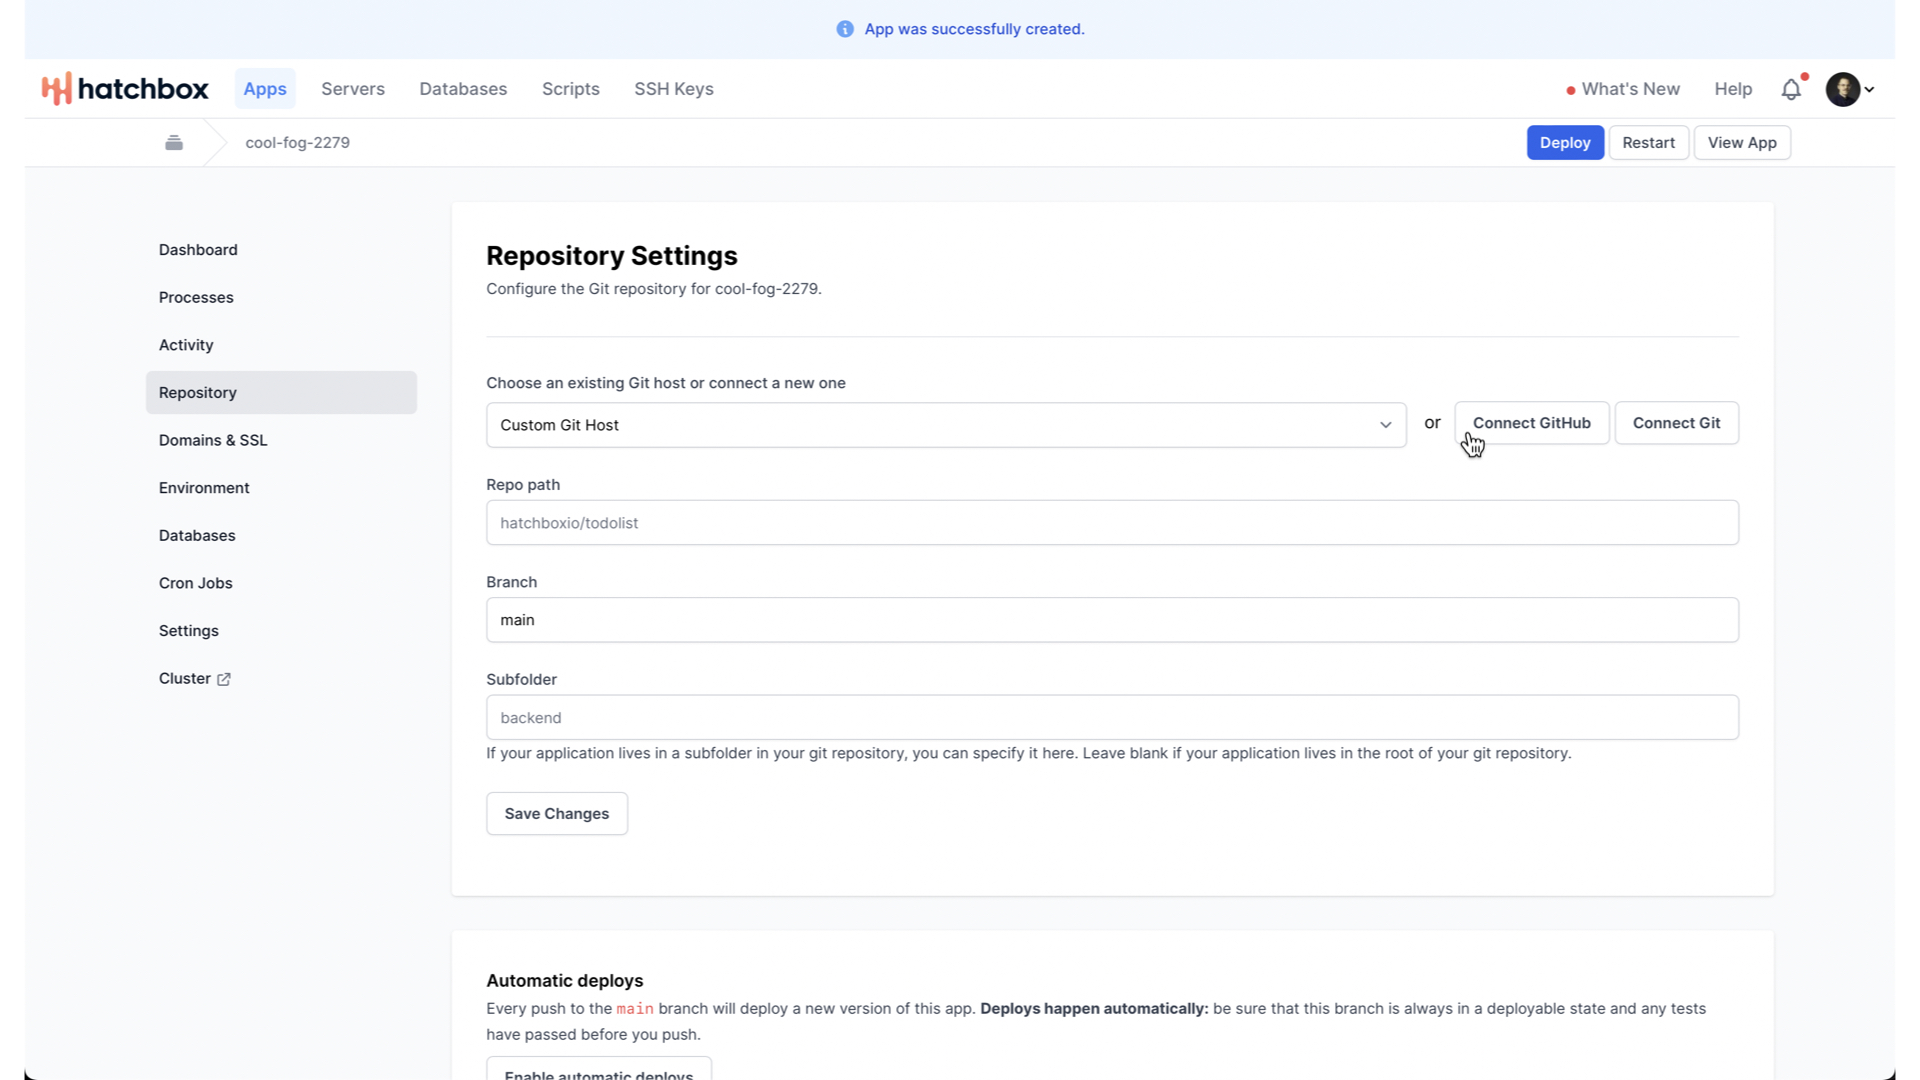 App was successfully created.
hatchbox
Apps
Servers
Databases
Scripts
SSH Keys
What's New
Help
cool-fog-2279
Deploy
Restart
View App
Dashboard
Processes
Activity
Repository
Domains & SSL
Environment
Databases
Cron Jobs
Settings
Cluster
Repository Settings
Configure the Git repository for cool-fog-2279.
Choose an existing Git host or connect a new one
Custom Git Host
or
Connect GitHub
Connect Git
Repo path
hatchboxio/todolist
Branch
main
Subfolder
backend
If your application lives in a subfolder in your git repository, you can specify it here. Leave blank if your application lives in the root of your git repository.
Save Changes
Automatic deploys
Every push to the main branch will deploy a new version of this app. Deploys happen automatically: be sure that this branch is always in a deployable state and any tests
have passed before you push.
Enable automatic deploys